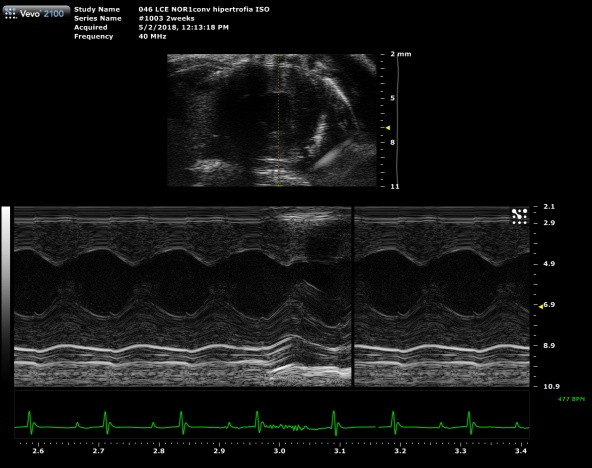 Vevo 2100
Study Name 046 LCE NOR1conv hipertrofia ISO
Series Name #1003 2weeks
Acquired 5/2/2018, 12:13:18 PM
Frequency 40 MHz
2 mm
5
8
11
2.1
2.9
4.9
6.9
8.9
10.9
477 BPM
2.6 2.7 2.8 2.9 3.0 3.1 3.2 3.3 3.4